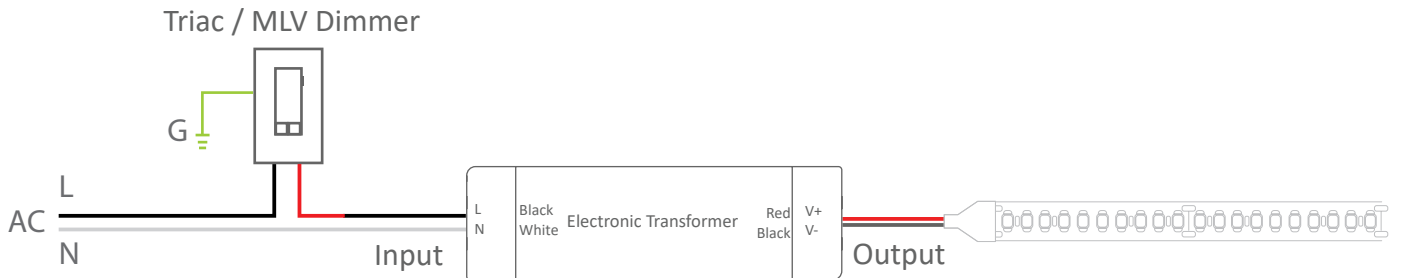 Triac / MLV Dimmer
G
L
AC
N
Input
L
N
Black
White
Electronic Transformer
Red
Black
V+
V-
Output